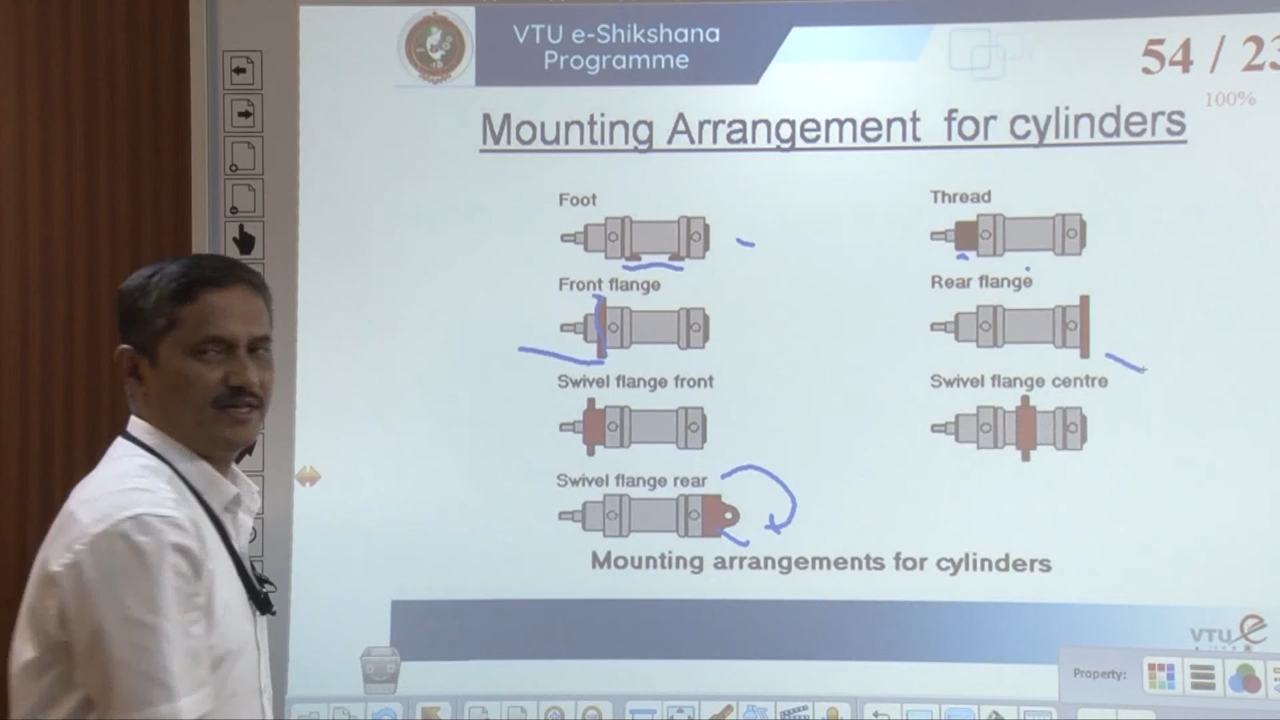 VTU e-Shikshana
Programme
54 / 23
100%
Mounting Arrangement for cylinders
Foot
Thread
Front flange
Rear flange
Swivel flange front
Swivel flange centre
Swivel flange rear
Mounting arrangements for cylinders
VTU
Property: